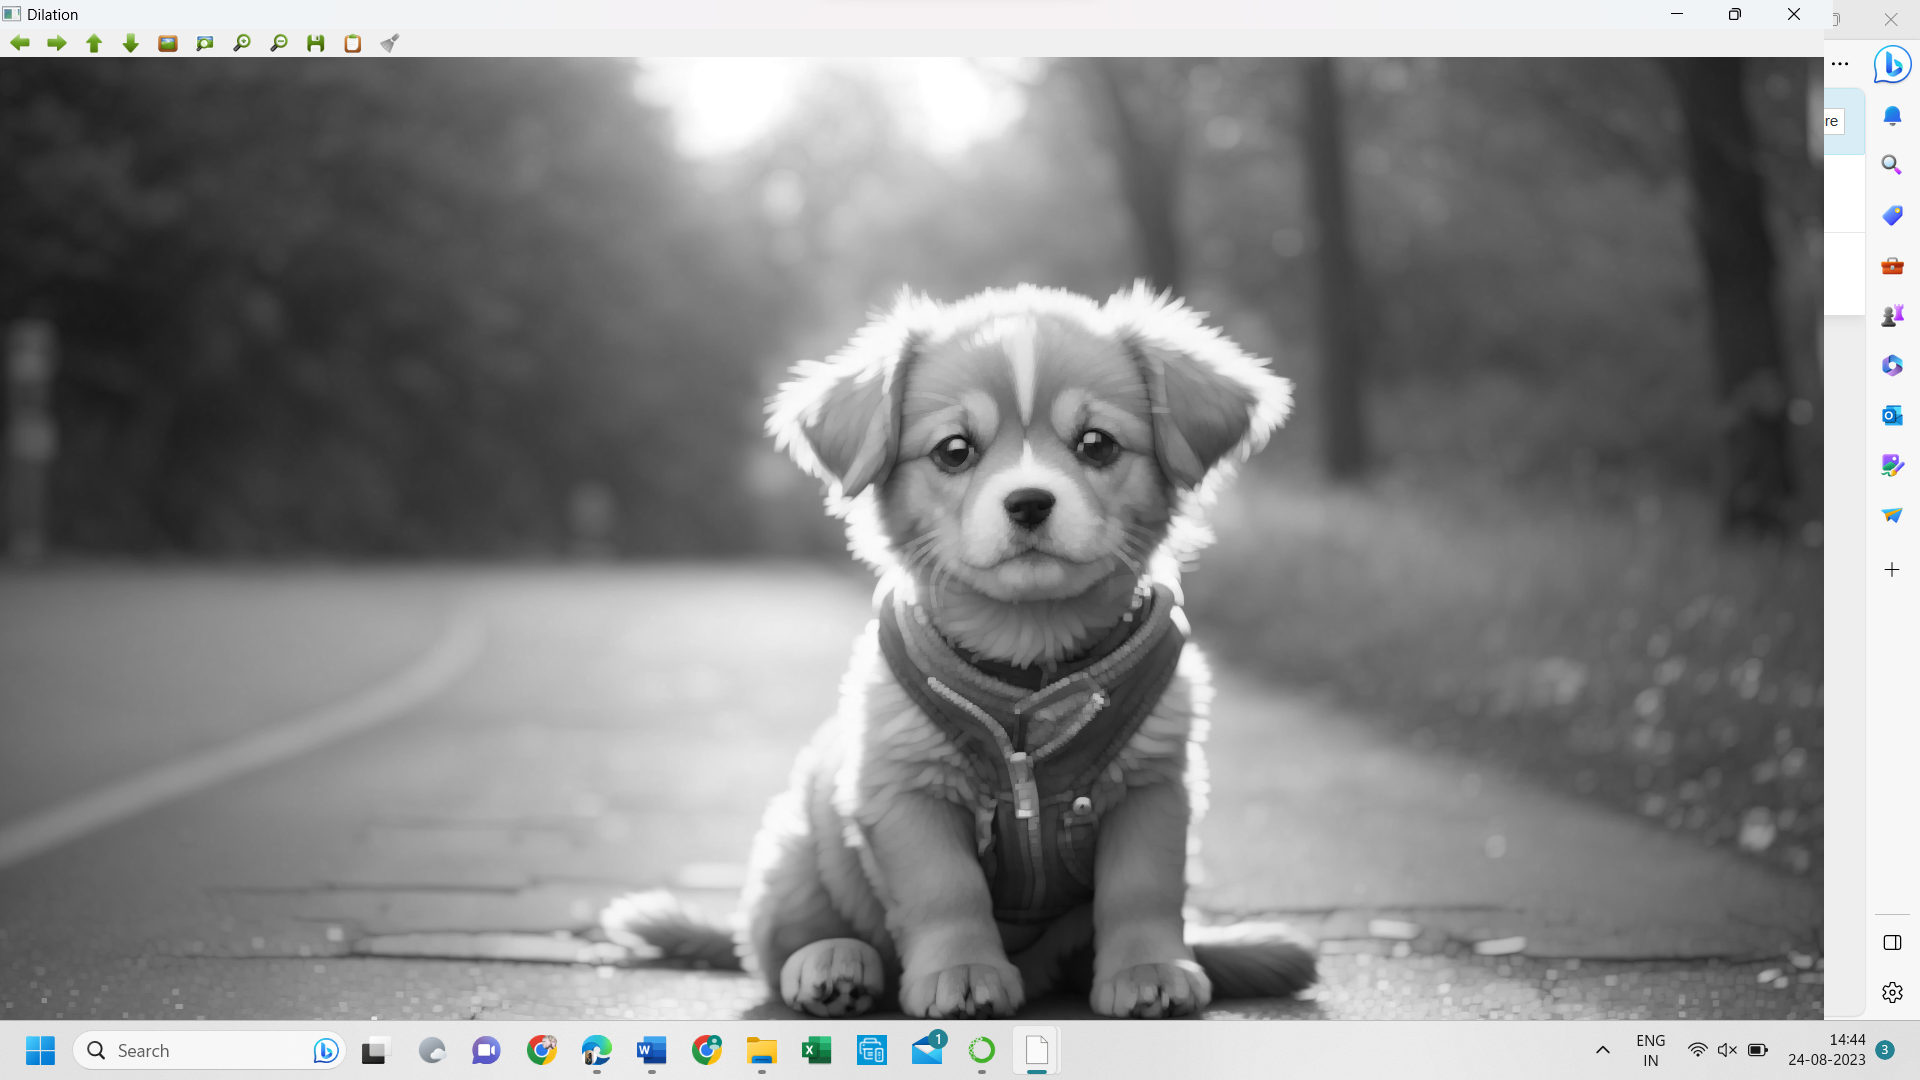 Dilation
re
Search
W
1
ENG
IN
14:44
24-08-2023
3